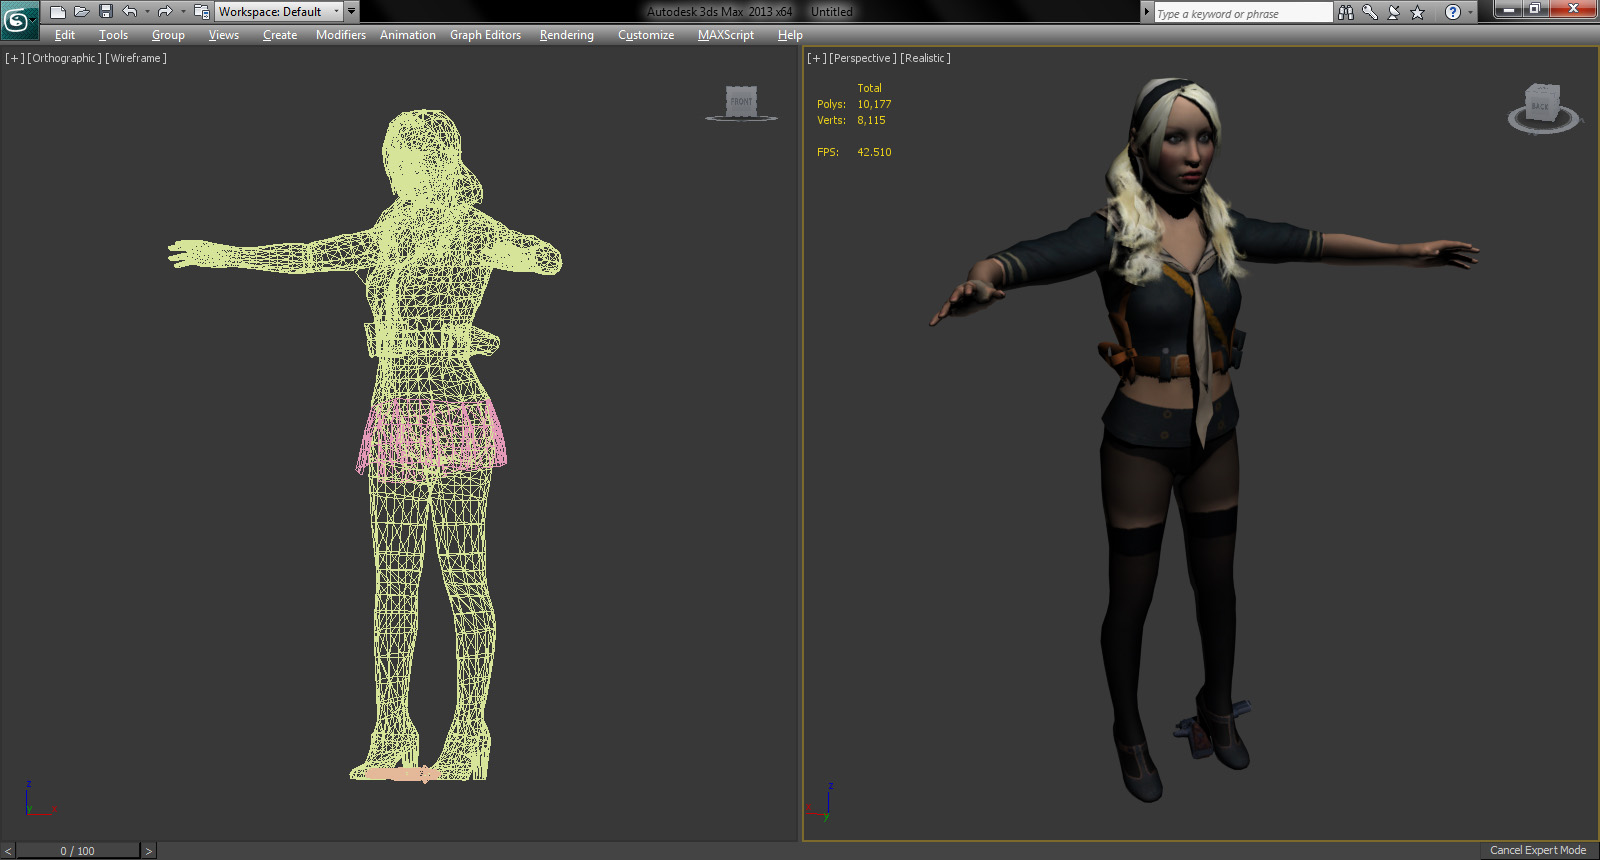 Workspace: Default
Autodesk 3ds Max 2013 x64 Untitled
Type a keyword or phrase
Edit Tools Group Views Create Modifiers Animation Graph Editors Rendering Customize MAXScript Help
[+] [Orthographic] [Wireframe]
FRONT
z
y
x
[+] [Perspective] [Realistic]
Total
Polys: 10,177
Verts: 8,115
FPS: 42.510
BACK
z
x
y
< 0 / 100 >
Cancel Expert Mode